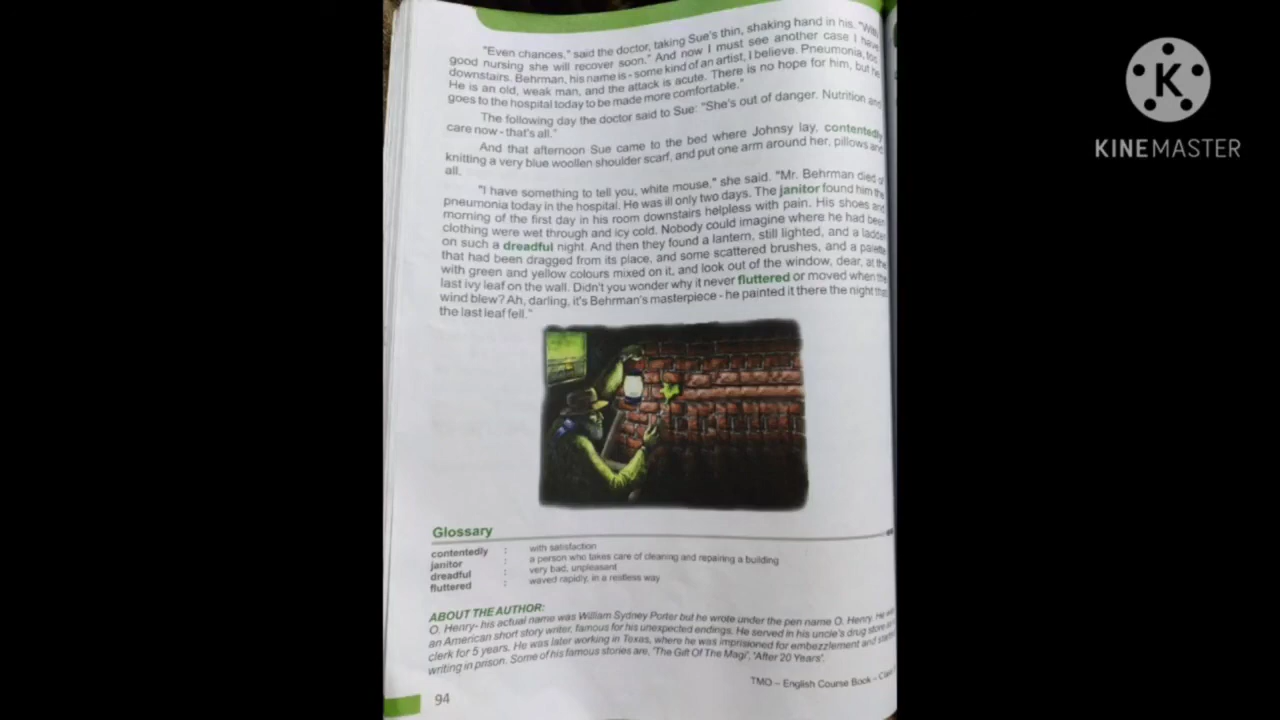 "Even chances," said the doctor, taking Sue's thin, shaking hand in his. "With
good nursing she will recover soon." And now I must see another case I have
downstairs. Behrman, his name is - some kind of an artist, I believe. Pneumonia, too.
He is an old, weak man, and the attack is acute. There is no hope for him, but he
goes to the hospital today to be made more comfortable."
The following day the doctor said to Sue: "She's out of danger. Nutrition and
care now - that's all."
And that afternoon Sue came to the bed where Johnsy lay, contentedly
knitting a very blue woollen shoulder scarf, and put one arm around her, pillows and
all.
"I have something to tell you, white mouse," she said. "Mr. Behrman died of
pneumonia today in the hospital. He was ill only two days. The janitor found him the
morning of the first day in his room downstairs helpless with pain. His shoes and
clothing were wet through and icy cold. Nobody could imagine where he had been
on such a dreadful night. And then they found a lantern, still lighted, and a ladder
that had been dragged from its place, and some scattered brushes, and a palette
with green and yellow colours mixed on it, and look out of the window, dear, at the
last ivy leaf on the wall. Didn't you wonder why it never fluttered or moved when the
wind blew? Ah, darling, it's Behrman's masterpiece - he painted it there the night that
the last leaf fell."
Glossary
contentedly : with satisfaction
janitor : a person who takes care of cleaning and repairing a building
dreadful : very bad, unpleasant
fluttered : waved rapidly, in a restless way
ABOUT THE AUTHOR:
O. Henry- his actual name was William Sydney Porter but he wrote under the pen name O. Henry. He
an American short story writer, famous for his unexpected endings. He served in his uncle's drug store
clerk for 5 years. He was later working in Texas, where he was imprisioned for embezzlement and
writing in prison. Some of his famous stories are, 'The Gift Of The Magi', 'After 20 Years'.
TMO – English Course Book –
94
K
KINEMASTER